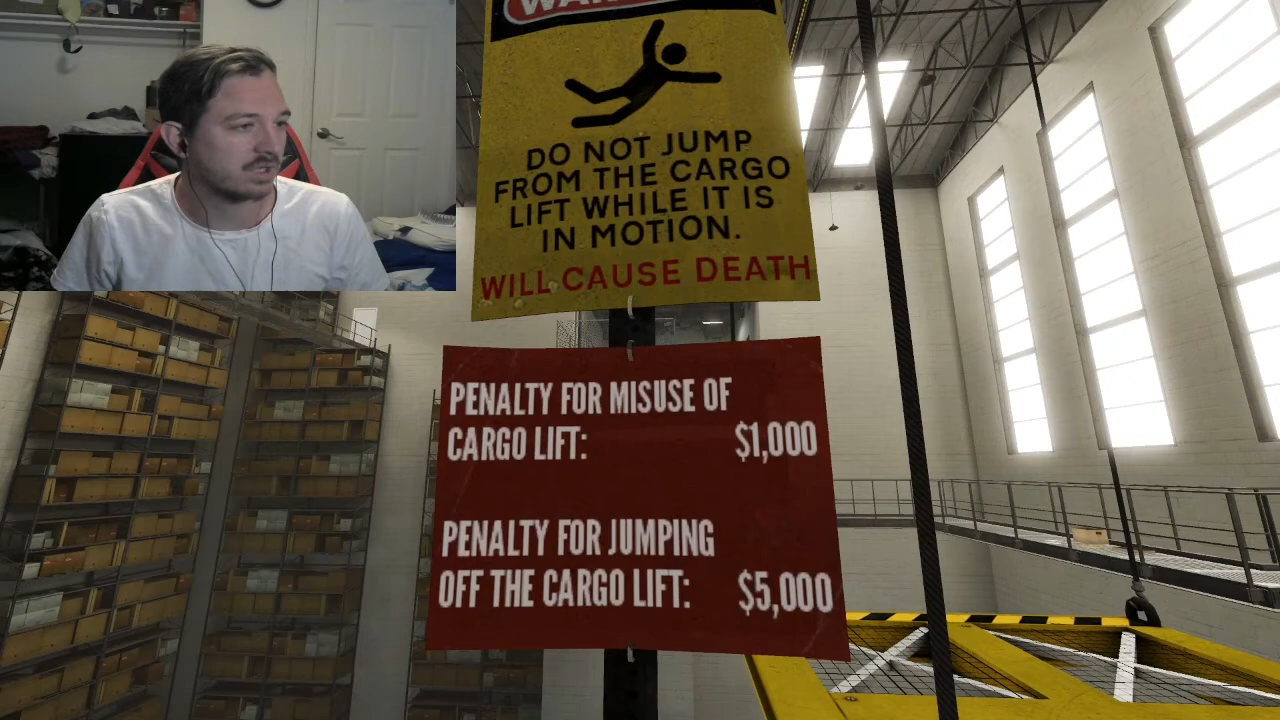 DO NOT JUMP
FROM THE CARGO
LIFT WHILE IT IS
IN MOTION.
WILL CAUSE DEATH
PENALTY FOR MISUSE OF
CARGO LIFT: $1,000
PENALTY FOR JUMPING
OFF THE CARGO LIFT: $5,000